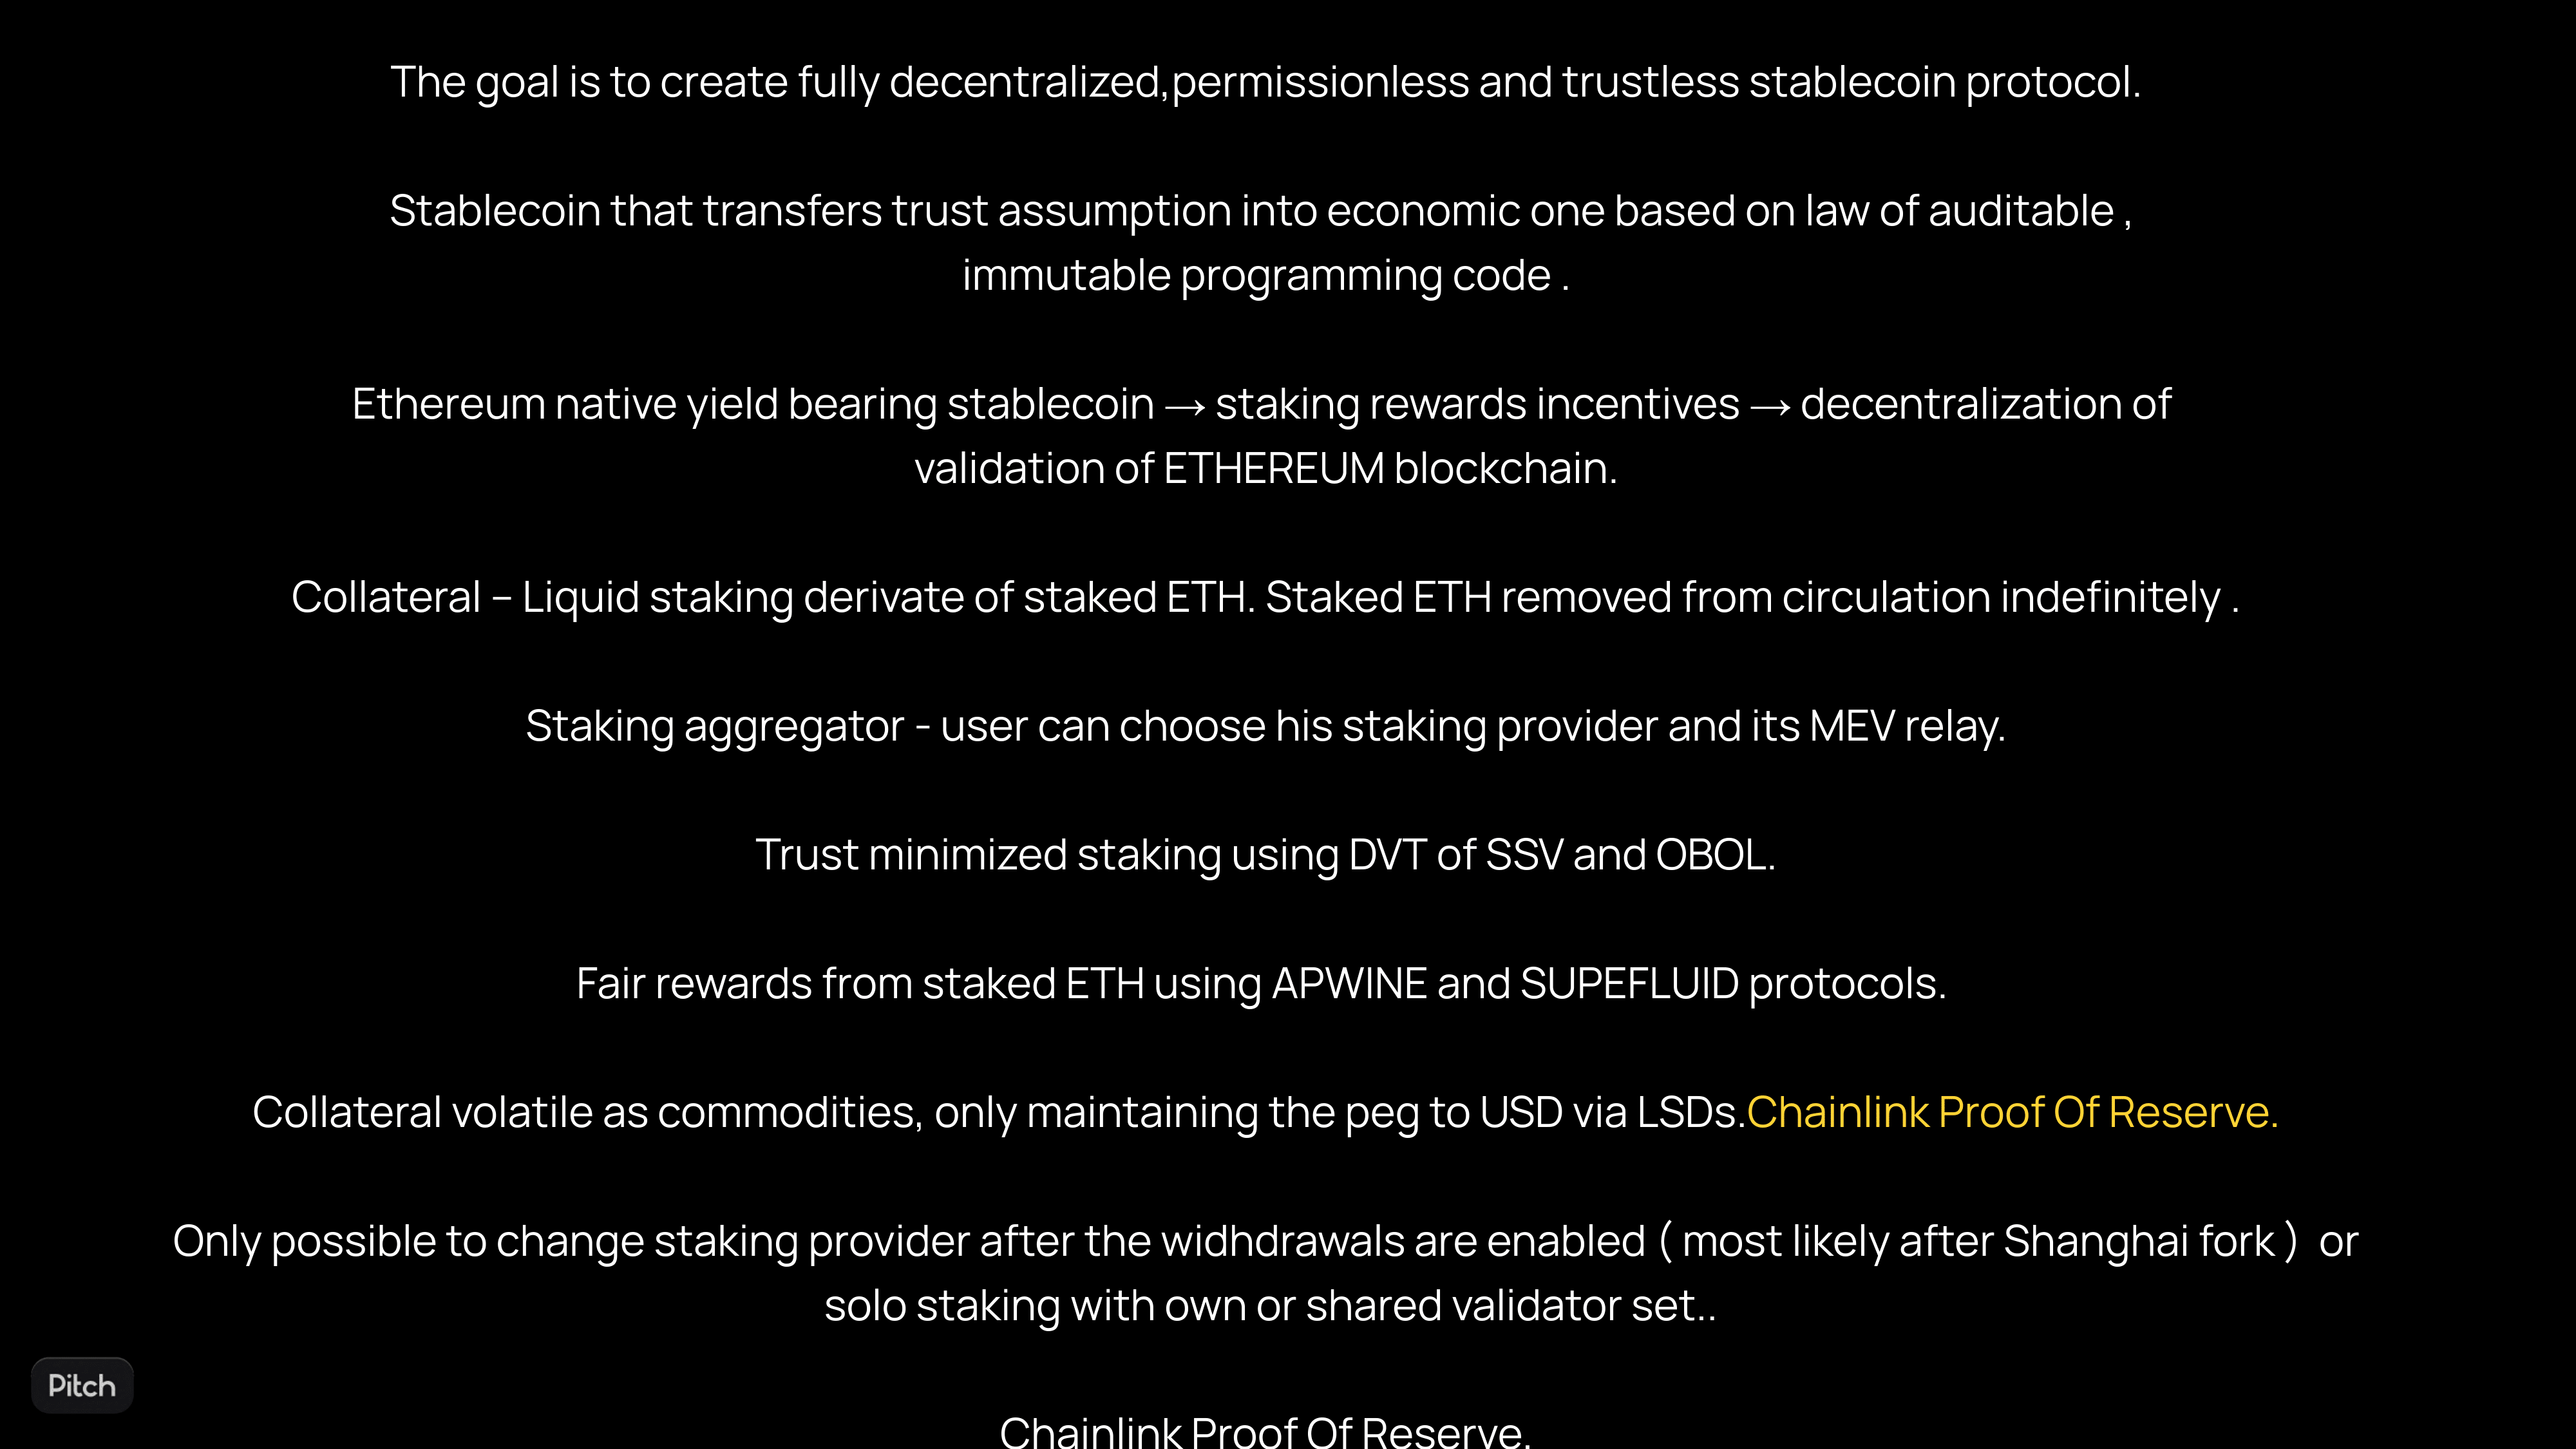 The goal is to create fully decentralized,permissionless and trustless stablecoin protocol.
Stablecoin that transfers trust assumption into economic one based on law of auditable ,
immutable programming code .
Ethereum native yield bearing stablecoin → staking rewards incentives → decentralization of
validation of ETHEREUM blockchain.
Collateral – Liquid staking derivate of staked ETH. Staked ETH removed from circulation indefinitely .
Staking aggregator - user can choose his staking provider and its MEV relay.
Trust minimized staking using DVT of SSV and OBOL.
Fair rewards from staked ETH using APWINE and SUPEFLUID protocols.
Collateral volatile as commodities, only maintaining the peg to USD via LSDs.Chainlink Proof Of Reserve.
Only possible to change staking provider after the widhdrawals are enabled ( most likely after Shanghai fork ) or
solo staking with own or shared validator set..
Pitch
Chainlink Proof Of Reserve.